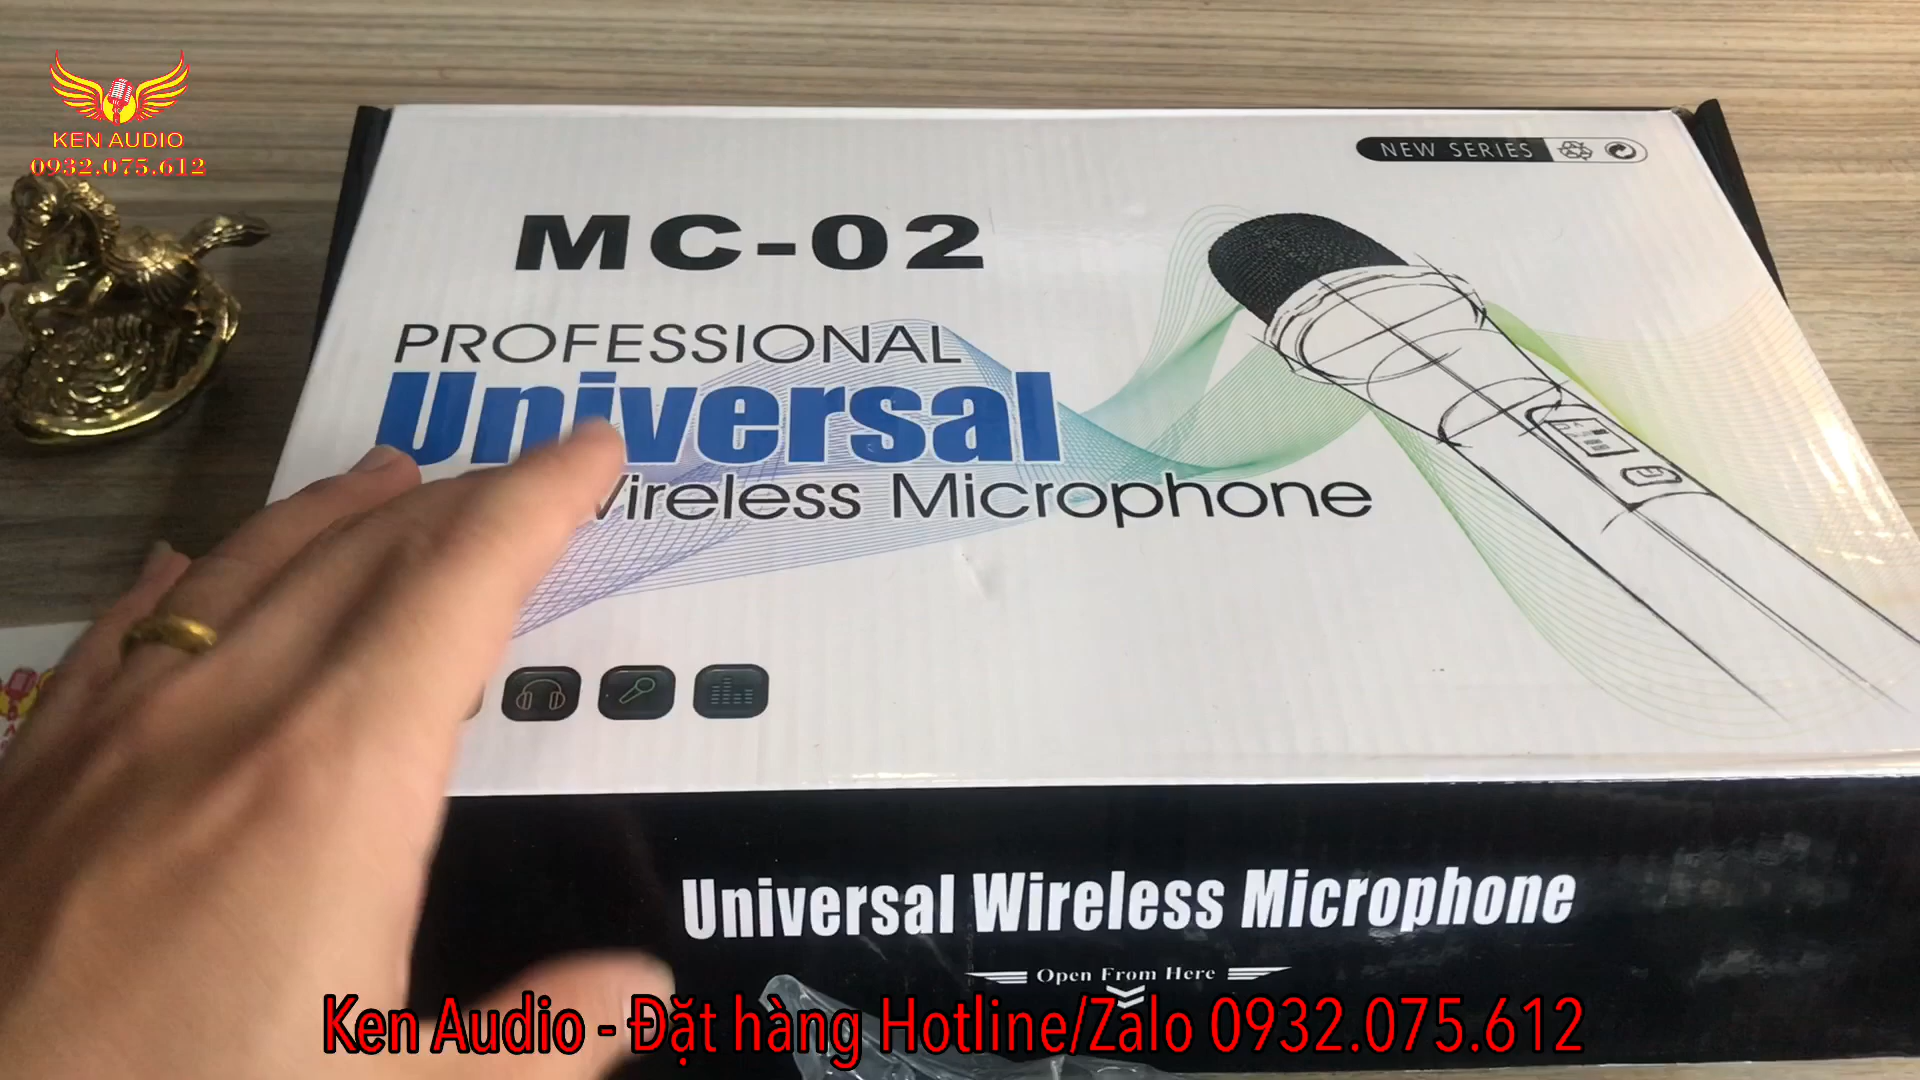 KEN AUDIO
0932.075.612
NEW SERIES
MC-02
PROFESSIONAL
Universal
Wireless Microphone
Universal Wireless Microphone
Open From Here
Ken Audio - Đặt hàng Hotline/Zalo 0932.075.612